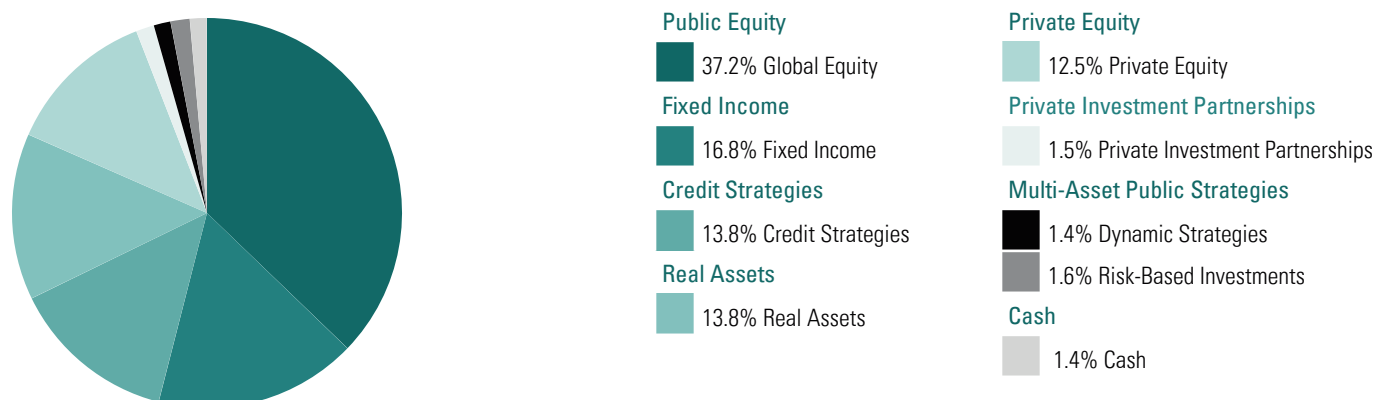 Public Equity
37.2% Global Equity
Fixed Income
16.8% Fixed Income
Credit Strategies
13.8% Credit Strategies
Real Assets
13.8% Real Assets
Private Equity
12.5% Private Equity
Private Investment Partnerships
1.5% Private Investment Partnerships
Multi-Asset Public Strategies
1.4% Dynamic Strategies
1.6% Risk-Based Investments
Cash
1.4% Cash